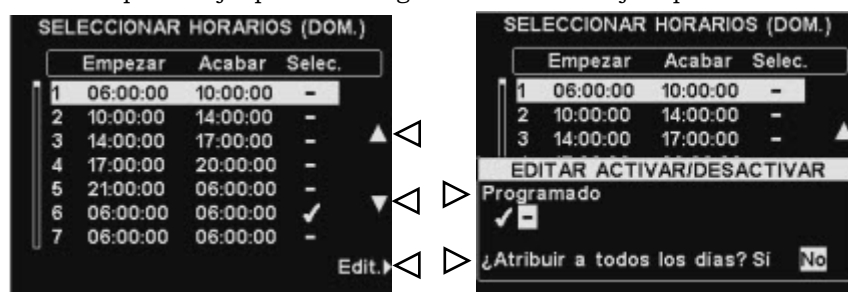 SELECCIONAR HORARIOS (DOM.)
Empezar Acabar Selec.
1 06:00:00 10:00:00 -
2 10:00:00 14:00:00 -
3 14:00:00 17:00:00 -
4 17:00:00 20:00:00 -
5 21:00:00 06:00:00 -
6 06:00:00 06:00:00 ✓
7 06:00:00 06:00:00 -
Edit.
SELECCIONAR HORARIOS (DOM.)
Empezar Acabar Selec.
1 06:00:00 10:00:00 -
2 10:00:00 14:00:00 -
3 14:00:00 17:00:00 -
EDITAR ACTIVAR/DESACTIVAR
Programado
✓ -
¿Atribuir a todos los días? Sí No